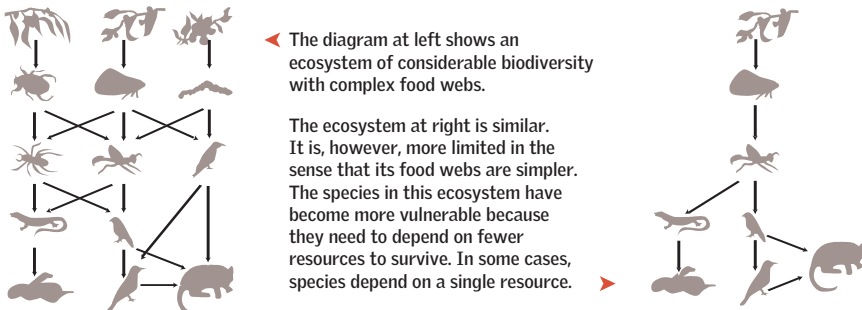 The diagram at left shows an
ecosystem of considerable biodiversity
with complex food webs.
The ecosystem at right is similar.
It is, however, more limited in the
sense that its food webs are simpler.
The species in this ecosystem have
become more vulnerable because
they need to depend on fewer
resources to survive. In some cases,
species depend on a single resource.